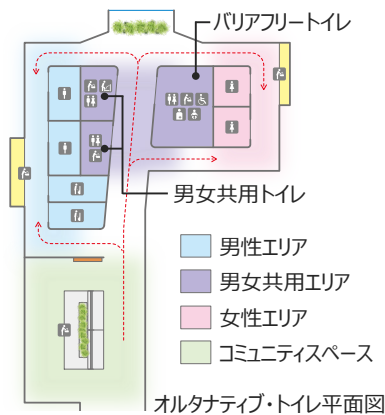 バリアフリートイレ
男女共用トイレ
男性エリア
男女共用エリア
女性エリア
コミュニティスペース
オルタナティブ・トイレ平面図